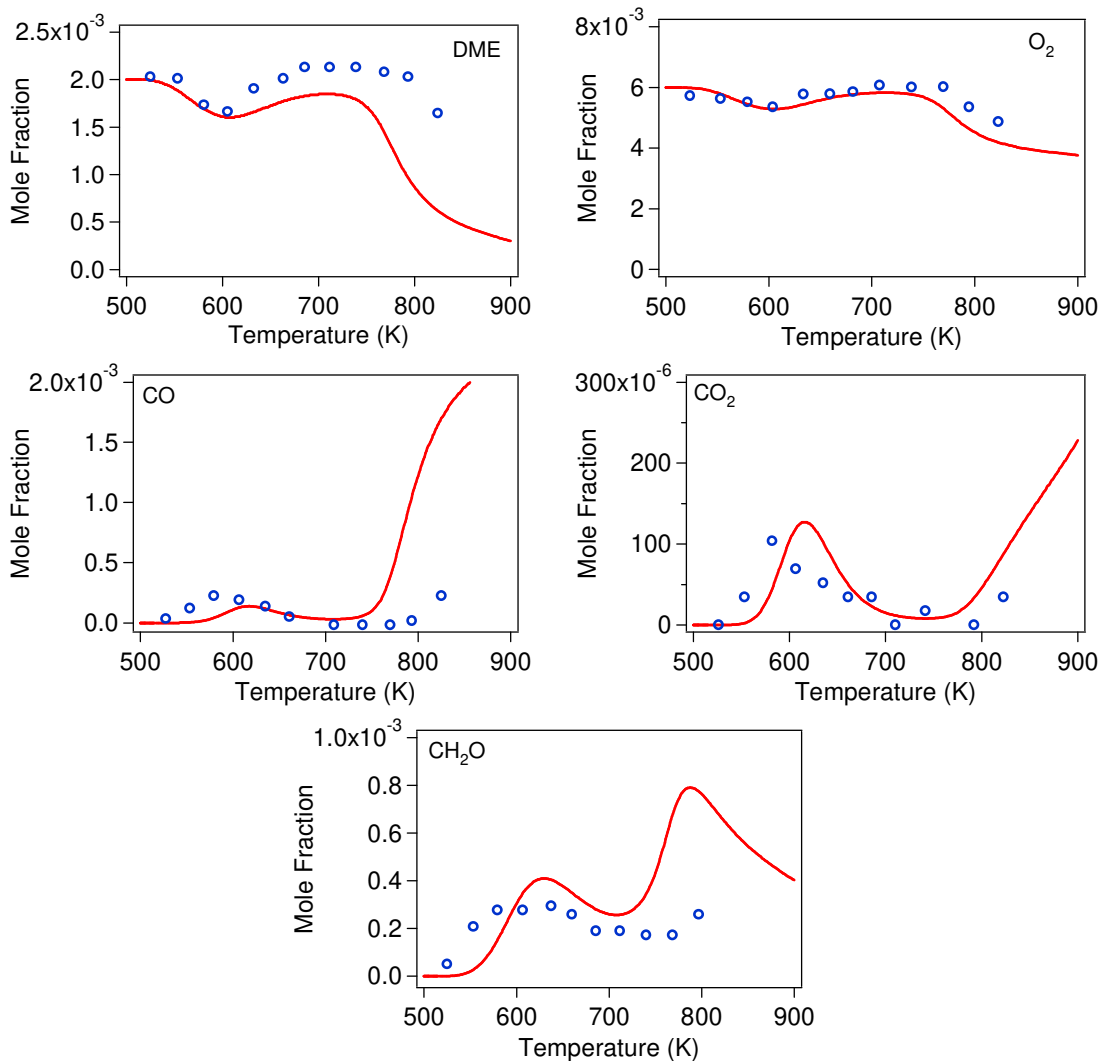 2.5x10⁻³
2.0
1.5
1.0
0.5
0.0
Mole Fraction
DME
500 600 700 800 900
Temperature (K)
8x10⁻³
6
4
2
0
Mole Fraction
O₂
500 600 700 800 900
Temperature (K)
2.0x10⁻³
1.5
1.0
0.5
0.0
Mole Fraction
CO
500 600 700 800 900
Temperature (K)
300x10⁻⁶
200
100
0
Mole Fraction
CO₂
500 600 700 800 900
Temperature (K)
1.0x10⁻³
0.8
0.6
0.4
0.2
0.0
Mole Fraction
CH₂O
500 600 700 800 900
Temperature (K)